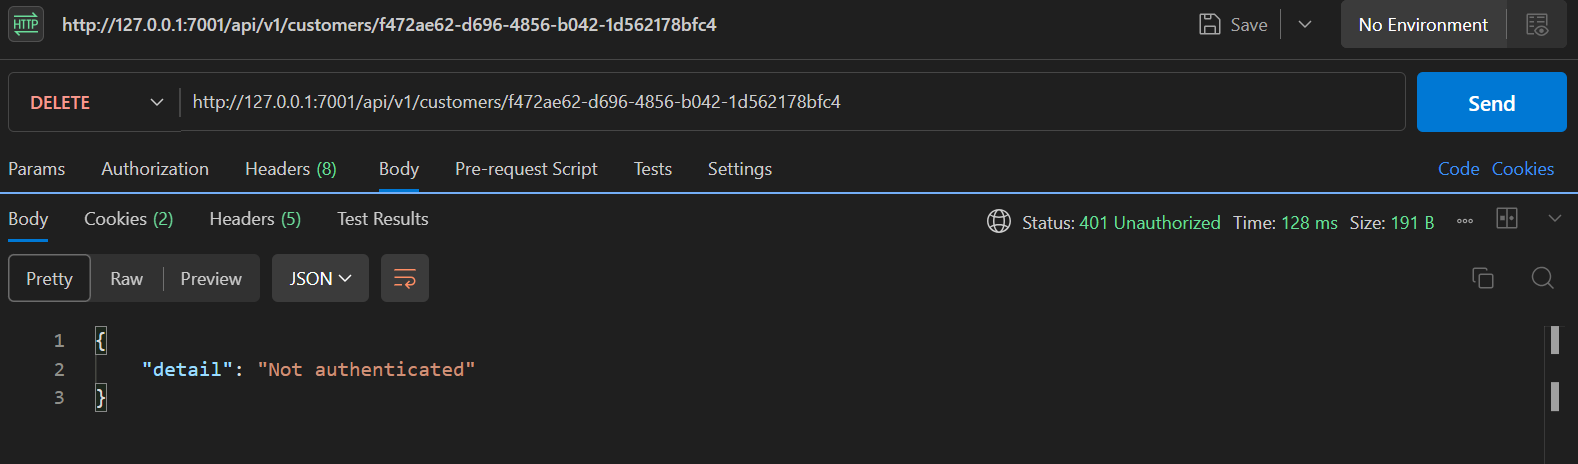 HTTP http://127.0.0.1:7001/api/v1/customers/f472ae62-d696-4856-b042-1d562178bfc4 Save No Environment
DELETE http://127.0.0.1:7001/api/v1/customers/f472ae62-d696-4856-b042-1d562178bfc4 Send
Params Authorization Headers (8) Body Pre-request Script Tests Settings Code Cookies
Body Cookies (2) Headers (5) Test Results Status: 401 Unauthorized Time: 128 ms Size: 191 B
Pretty Raw Preview JSON
1 {
2 "detail": "Not authenticated"
3 }